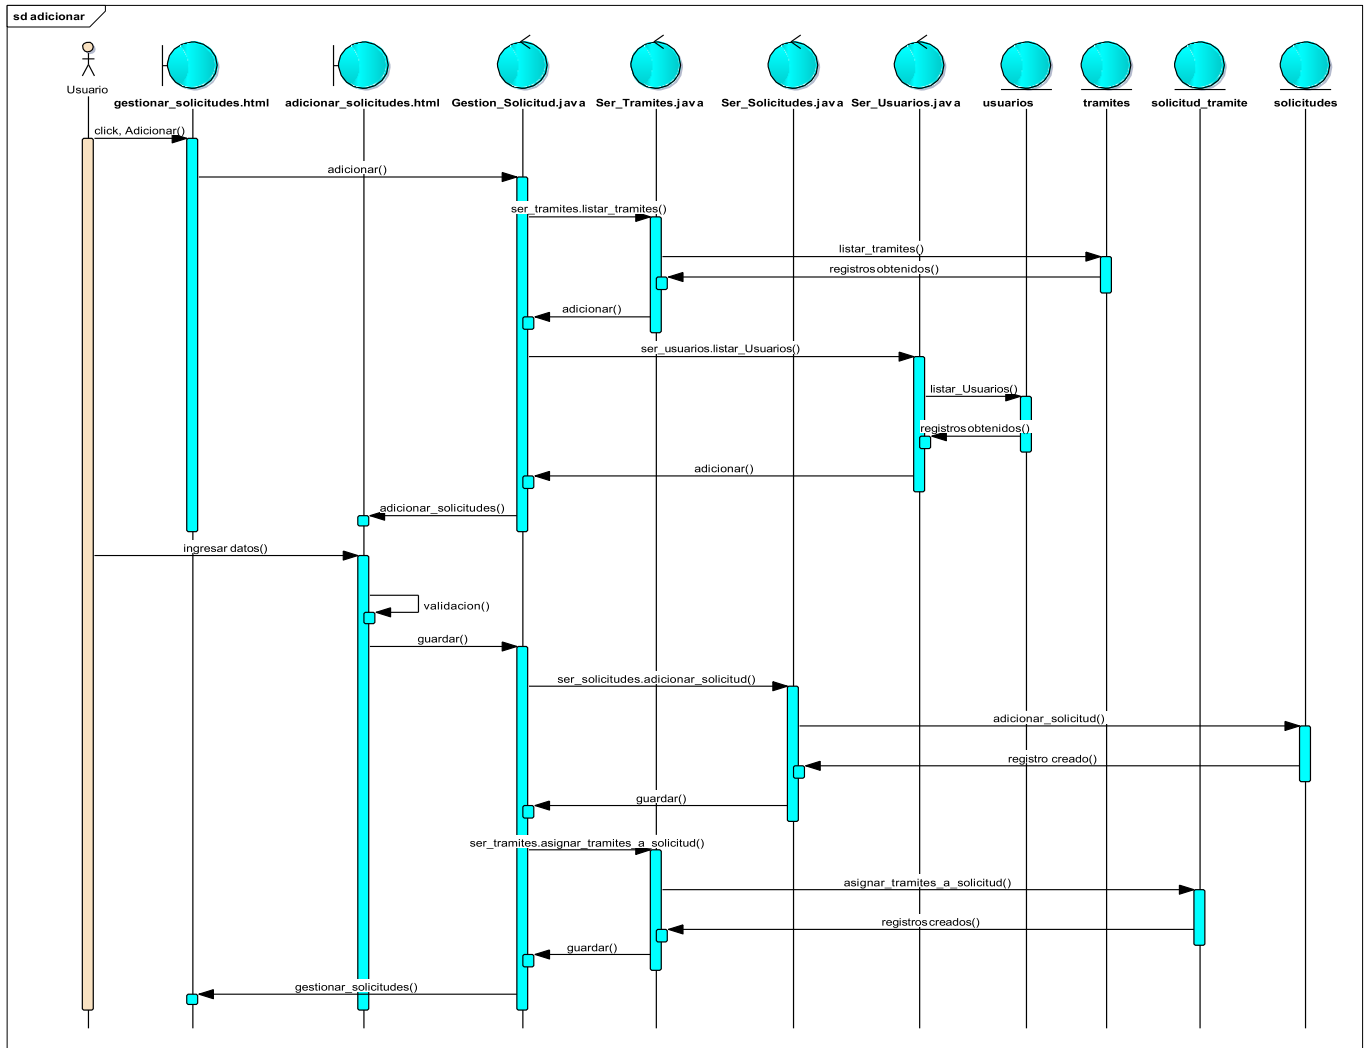 sd adicionar
Usuario
gestionar_solicitudes.html
adicionar_solicitudes.html
Gestion_Solicitud.java
Ser_Tramites.java
Ser_Solicitudes.java
Ser_Usuarios.java
usuarios
tramites
solicitud_tramite
solicitudes
click, Adicionar()
adicionar()
ser_tramites.listar_tramites()
listar_tramites()
registros obtenidos()
adicionar()
ser_usuarios.listar_Usuarios()
listar_Usuarios()
registros obtenidos()
adicionar()
adicionar_solicitudes()
ingresar datos()
validacion()
guardar()
ser_solicitudes.adicionar_solicitud()
adicionar_solicitud()
registro creado()
guardar()
ser_tramites.asignar_tramites_a_solicitud()
asignar_tramites_a_solicitud()
registros creados()
guardar()
gestionar_solicitudes()